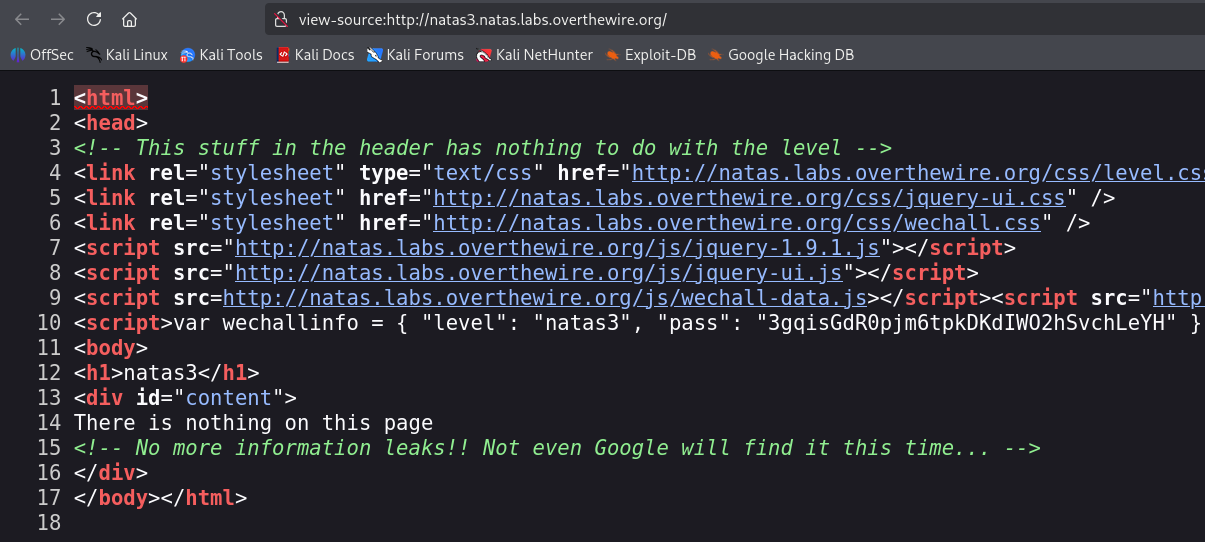 view-source:http://natas3.natas.labs.overthewire.org/
OffSec Kali Linux Kali Tools Kali Docs Kali Forums Kali NetHunter Exploit-DB Google Hacking DB
1 <html>
2 <head>
3 <!-- This stuff in the header has nothing to do with the level -->
4 <link rel="stylesheet" type="text/css" href="http://natas.labs.overthewire.org/css/level.css
5 <link rel="stylesheet" href="http://natas.labs.overthewire.org/css/jquery-ui.css" />
6 <link rel="stylesheet" href="http://natas.labs.overthewire.org/css/wechall.css" />
7 <script src="http://natas.labs.overthewire.org/js/jquery-1.9.1.js"></script>
8 <script src="http://natas.labs.overthewire.org/js/jquery-ui.js"></script>
9 <script src=http://natas.labs.overthewire.org/js/wechall-data.js></script><script src="http
10 <script>var wechallinfo = { "level": "natas3", "pass": "3gqisGdR0pjm6tpkDKdIWO2hSvchLeYH" }
11 <body>
12 <h1>natas3</h1>
13 <div id="content">
14 There is nothing on this page
15 <!-- No more information leaks!! Not even Google will find it this time... -->
16 </div>
17 </body></html>
18